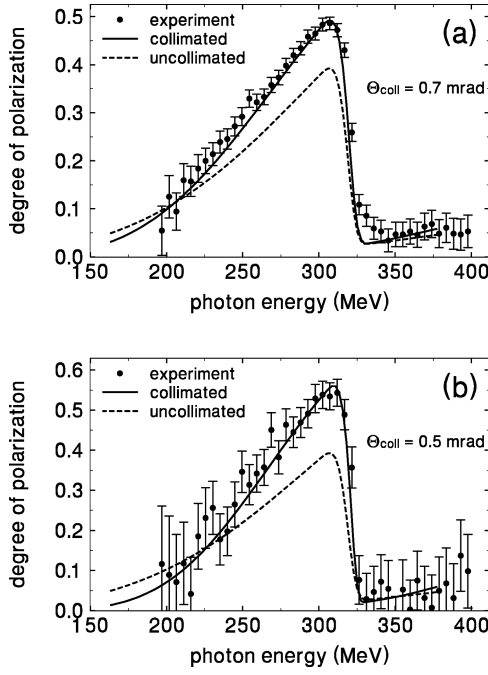 0.5
0.4
0.3
0.2
0.1
0.0
degree of polarization
experiment
collimated
uncollimated
(a)
Θcoll = 0.7 mrad
150 200 250 300 350 400
photon energy (MeV)
0.6
0.5
0.4
0.3
0.2
0.1
0.0
degree of polarization
experiment
collimated
uncollimated
(b)
Θcoll = 0.5 mrad
150 200 250 300 350 400
photon energy (MeV)